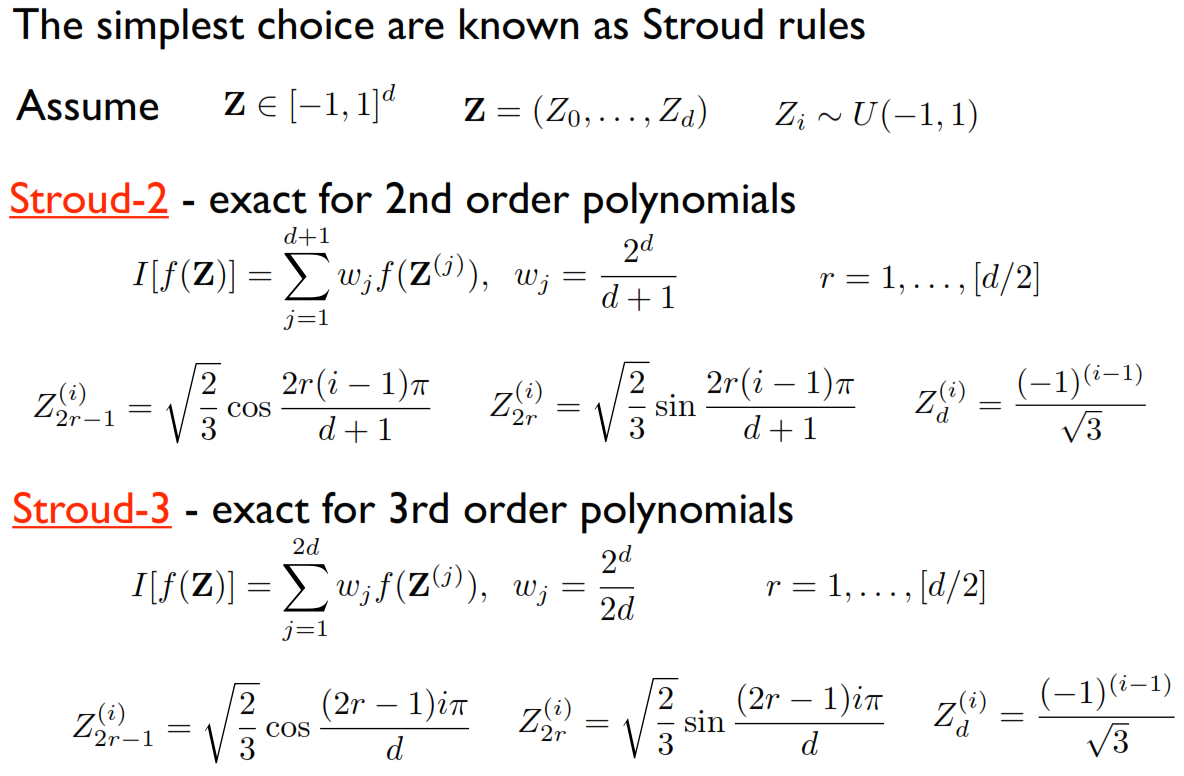 The simplest choice are known as Stroud rules
Assume $\mathbf{Z} \in [-1, 1]^d$ $\mathbf{Z} = (Z_0, \ldots, Z_d)$ $Z_i \sim U(-1, 1)$
Stroud-2 - exact for 2nd order polynomials
$I[f(\mathbf{Z})] = \sum_{j=1}^{d+1} w_j f(\mathbf{Z}^{(j)}), \; w_j = \frac{2^d}{d+1}$ $r = 1, \ldots, [d/2]$
$Z_{2r-1}^{(i)} = \sqrt{\frac{2}{3}} \cos \frac{2r(i-1)\pi}{d+1}$ $Z_{2r}^{(i)} = \sqrt{\frac{2}{3}} \sin \frac{2r(i-1)\pi}{d+1}$ $Z_d^{(i)} = \frac{(-1)^{(i-1)}}{\sqrt{3}}$
Stroud-3 - exact for 3rd order polynomials
$I[f(\mathbf{Z})] = \sum_{j=1}^{2d} w_j f(\mathbf{Z}^{(j)}), \; w_j = \frac{2^d}{2d}$ $r = 1, \ldots, [d/2]$
$Z_{2r-1}^{(i)} = \sqrt{\frac{2}{3}} \cos \frac{(2r-1)i\pi}{d}$ $Z_{2r}^{(i)} = \sqrt{\frac{2}{3}} \sin \frac{(2r-1)i\pi}{d}$ $Z_d^{(i)} = \frac{(-1)^{(i-1)}}{\sqrt{3}}$